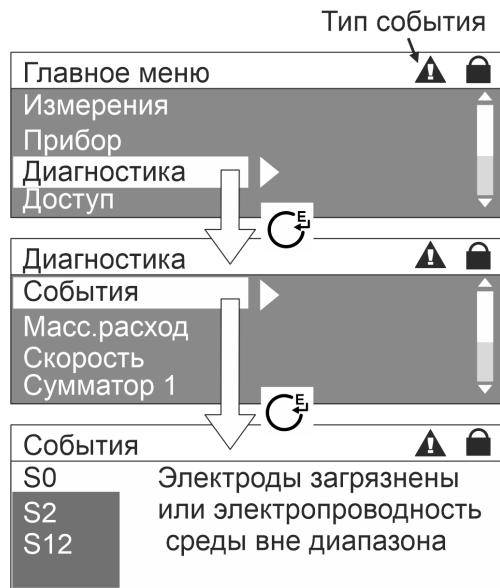 Тип события
Главное меню
Измерения
Прибор
Диагностика
Доступ
E
Диагностика
События
Масс.расход
Скорость
Сумматор 1
E
События
S0 Электроды загрязнены
S2 или электропроводность
S12 среды вне диапазона